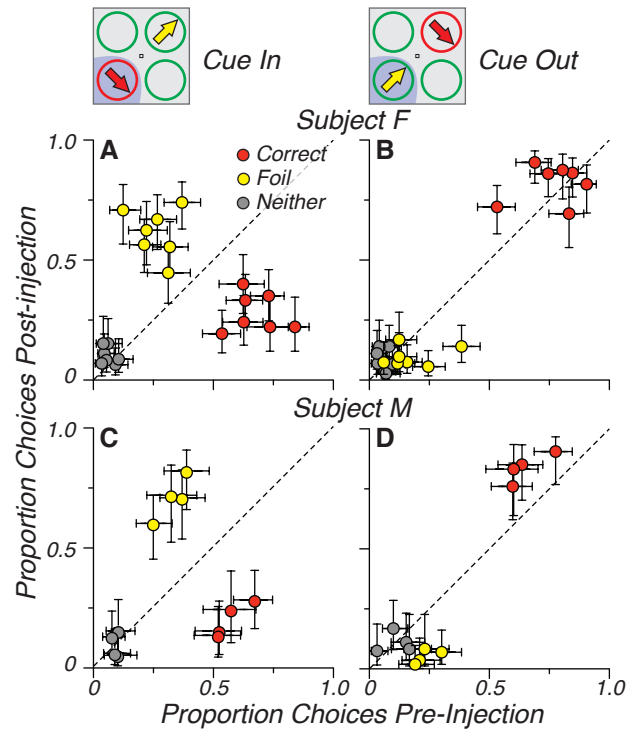 Cue In
Cue Out
Subject F
A
B
Correct
Foil
Neither
1.0
0.5
0
Subject M
C
D
1.0
0.5
0
0
0.5
1.0
0
0.5
1.0
Proportion Choices Post-injection
Proportion Choices Pre-Injection